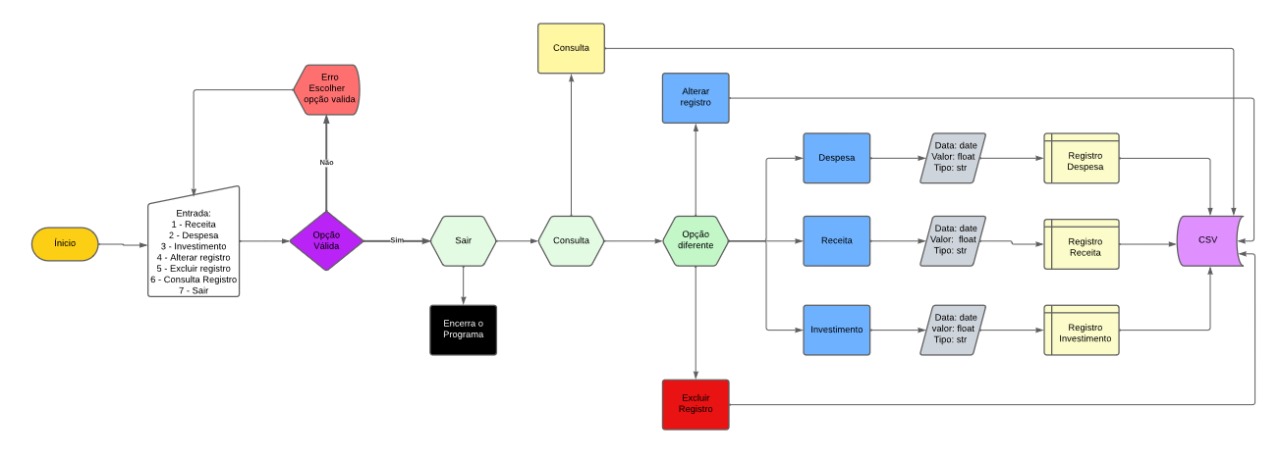 Ínicio
Entrada:
1 - Receita
2 - Despesa
3 - Investimento
4 - Alterar registro
5 - Excluir registro
6 - Consulta Registro
7 - Sair
Erro
Escolher
opção valida
Não
Opção
Válida
Sim
Sair
Encerra o
Programa
Consulta
Consulta
Opção
diferente
Alterar
registro
Excluir
Registro
Despesa
Data: date
Valor: float
Tipo: str
Registro
Despesa
Receita
Data: date
Valor: float
Tipo: str
Registro
Receita
Investimento
Data: date
valor: float
Tipo: str
Registro
Investimento
CSV